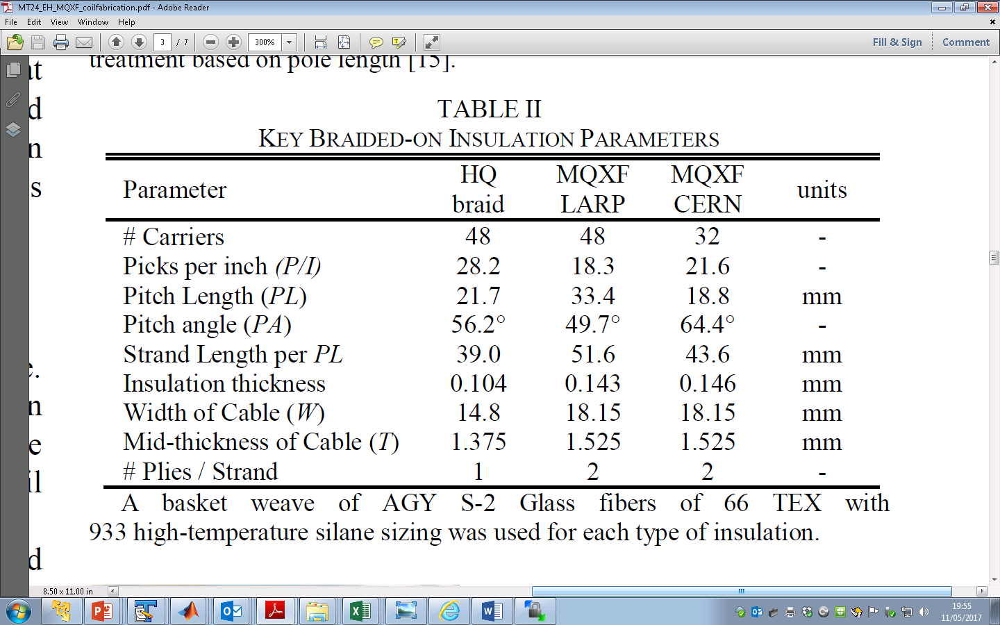 MT24_EH_MQXF_coilfabrication.pdf - Adobe Reader
File Edit View Window Help
3 / 7 300% Fill & Sign Comment
treatment based on pole length [15].
at
d
n
s
e.
n
e
il
d
TABLE II
KEY BRAIDED-ON INSULATION PARAMETERS
Parameter HQ braid MQXF LARP MQXF CERN units
# Carriers 48 48 32 -
Picks per inch (P/I) 28.2 18.3 21.6 -
Pitch Length (PL) 21.7 33.4 18.8 mm
Pitch angle (PA) 56.2° 49.7° 64.4° -
Strand Length per PL 39.0 51.6 43.6 mm
Insulation thickness 0.104 0.143 0.146 mm
Width of Cable (W) 14.8 18.15 18.15 mm
Mid-thickness of Cable (T) 1.375 1.525 1.525 mm
# Plies / Strand 1 2 2 -
A basket weave of AGY S-2 Glass fibers of 66 TEX with
933 high-temperature silane sizing was used for each type of insulation.
8.50 x 11.00 in
19:55
11/05/2017